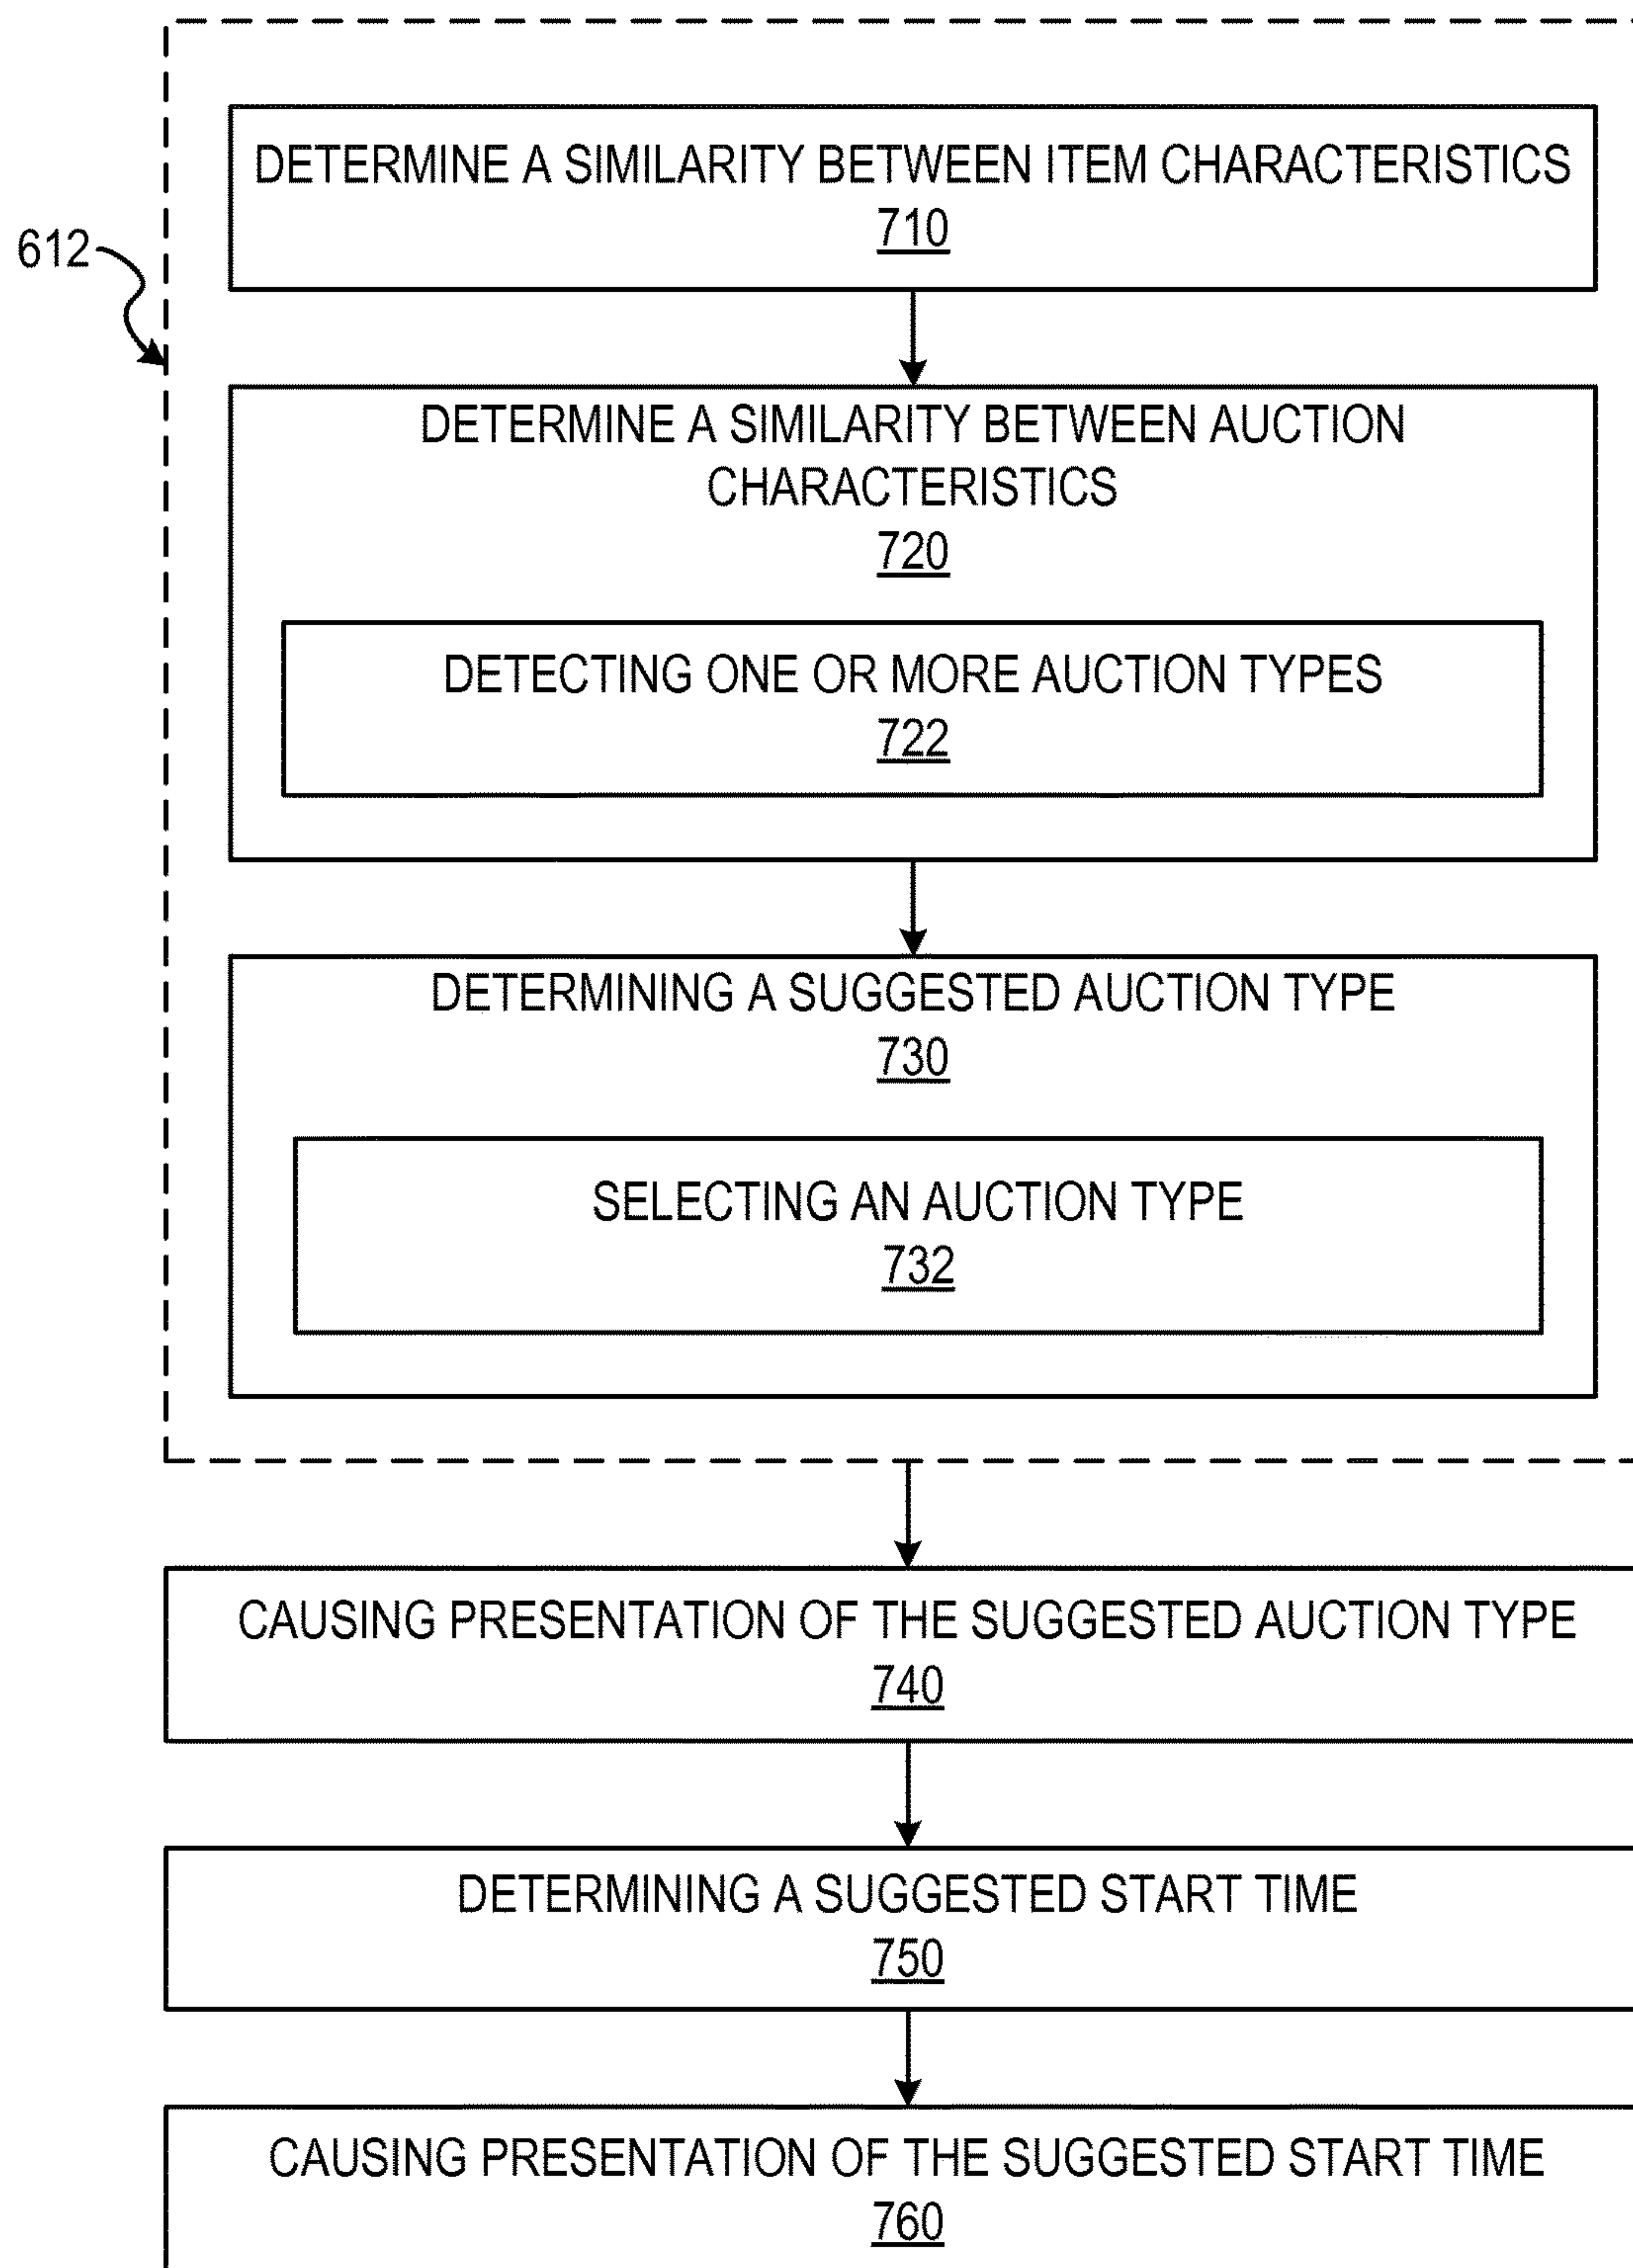 DETERMINE A SIMILARITY BETWEEN ITEM CHARACTERISTICS
710
612
DETERMINE A SIMILARITY BETWEEN AUCTION
CHARACTERISTICS
720
DETECTING ONE OR MORE AUCTION TYPES
722
DETERMINING A SUGGESTED AUCTION TYPE
730
SELECTING AN AUCTION TYPE
732
CAUSING PRESENTATION OF THE SUGGESTED AUCTION TYPE
740
DETERMINING A SUGGESTED START TIME
750
CAUSING PRESENTATION OF THE SUGGESTED START TIME
760